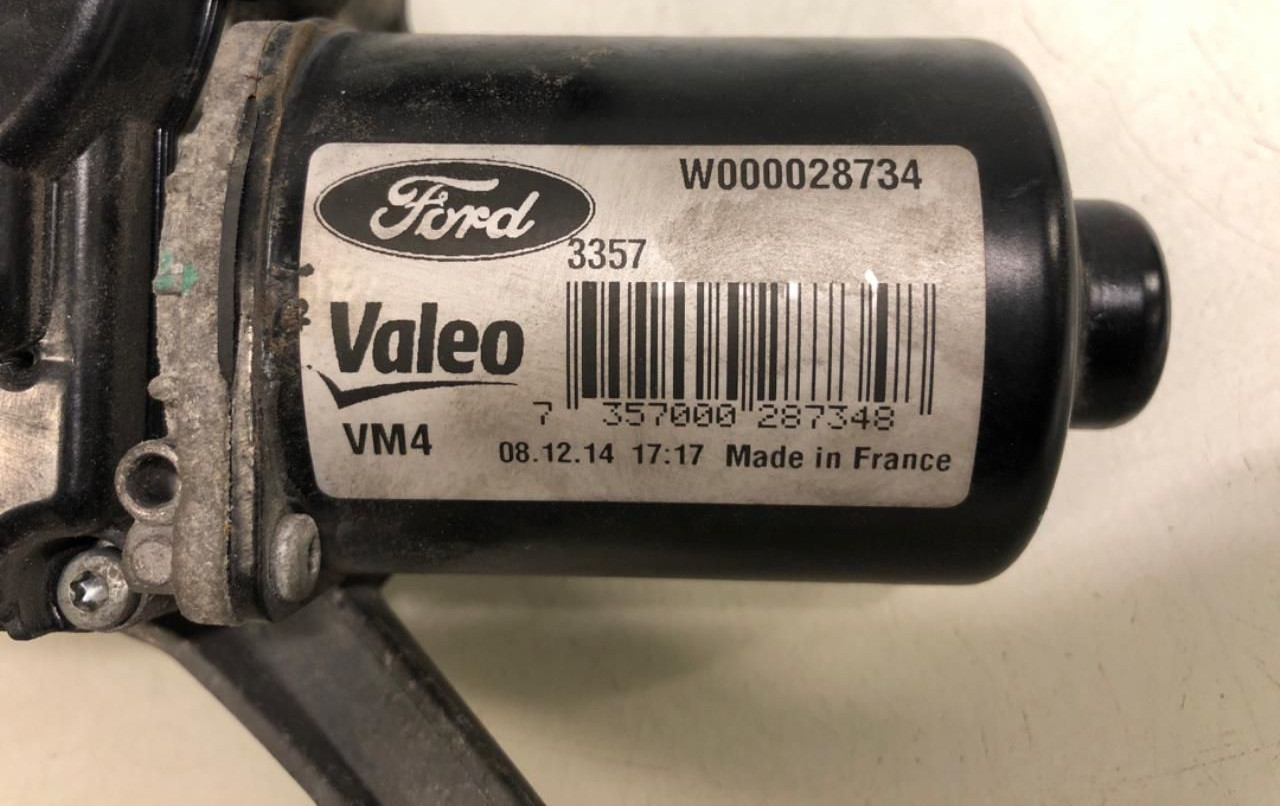 Ford
W000028734
3357
Valeo
7 357000 287348
VM4
08.12.14 17:17 Made in France